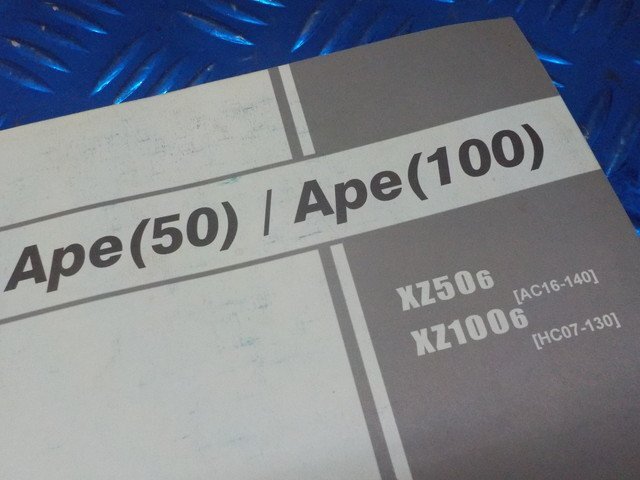 Ape(50) / Ape(100)
XZ506 [AC16-140]
XZ1006 [HC07-130]